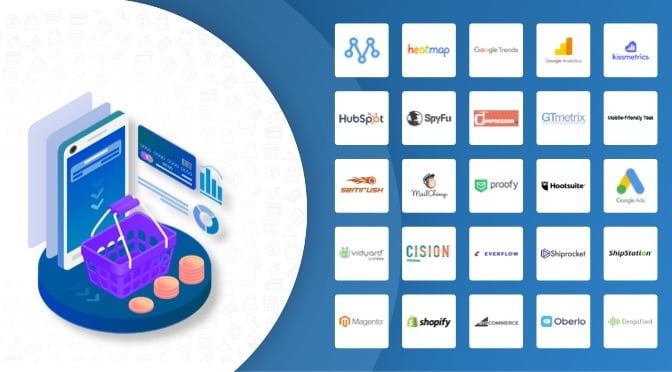 heatmap
Google Trends
Google Analytics
kissmetrics
HubSpot
SpyFu
GTmetrix
Mobile-Friendly Test
SEMRUSH
MailChimp
proofy
Hootsuite
Google Ads
vidyard
CISION
EVERFLOW
Shiprocket
ShipStation
Magento
shopify
COMMERCE
Oberlo
Dropified